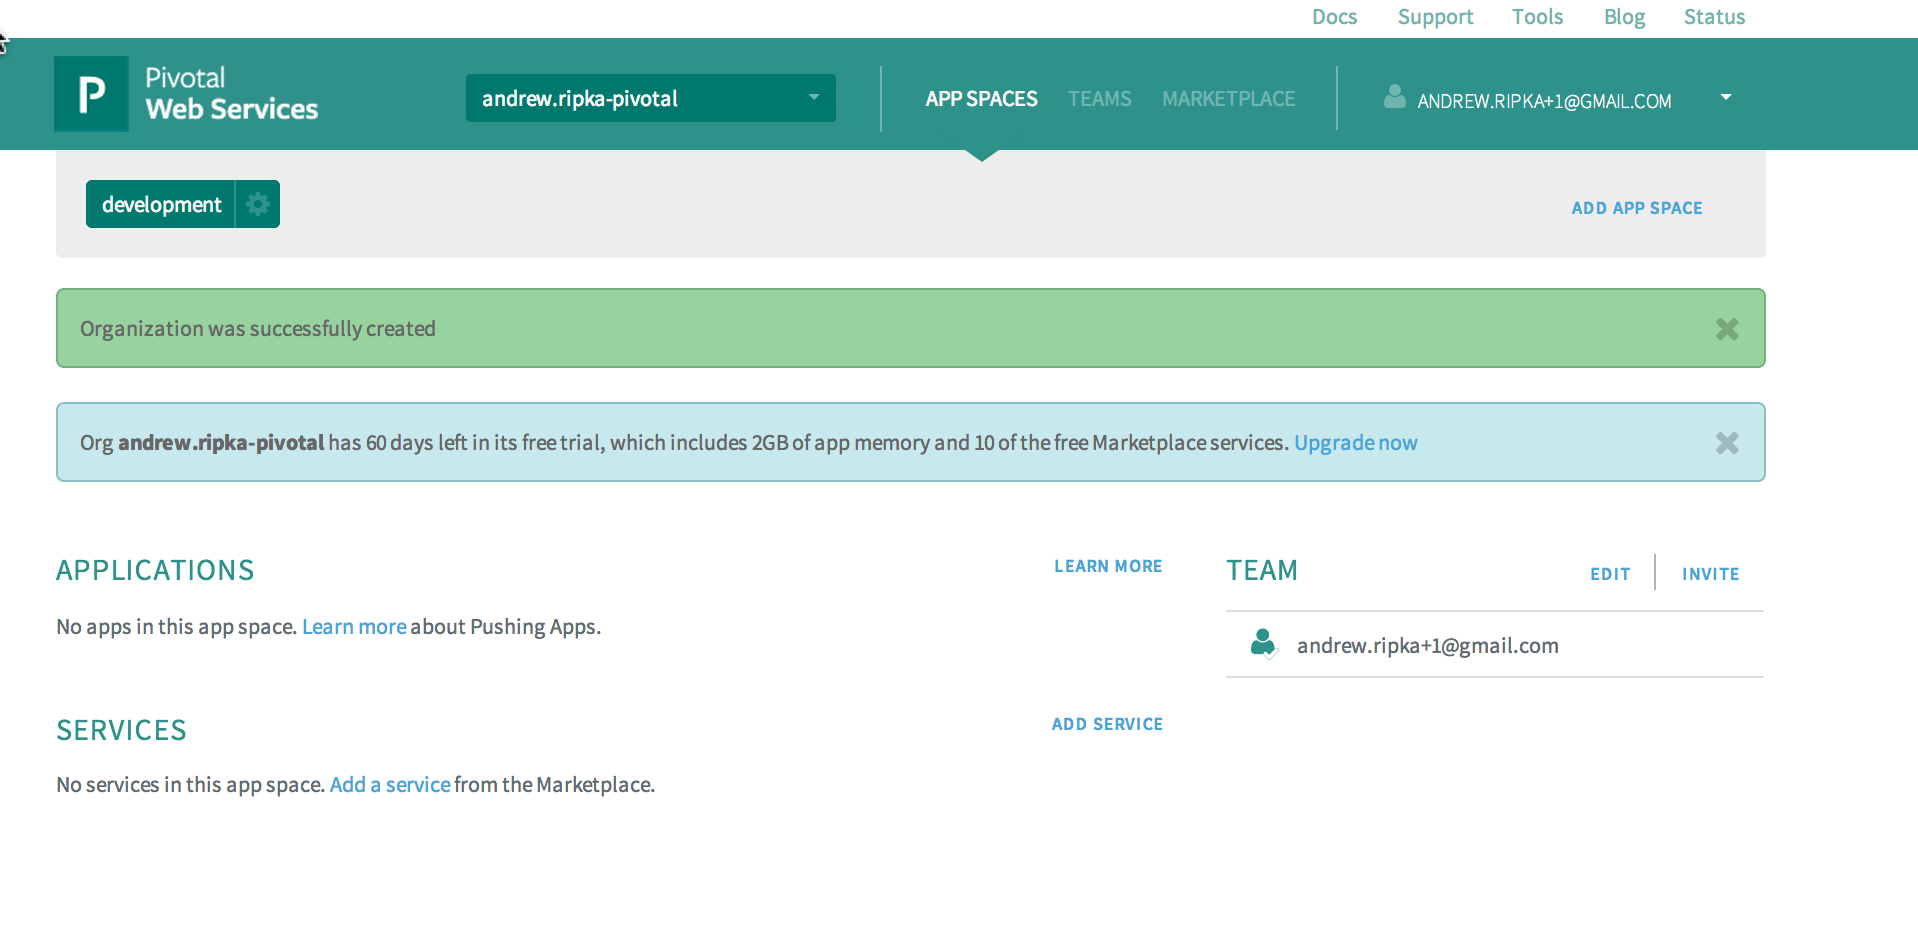 Docs Support Tools Blog Status
P Pivotal
Web Services
andrew.ripka-pivotal
APP SPACES TEAMS MARKETPLACE
ANDREW.RIPKA+1@GMAIL.COM
development
ADD APP SPACE
Organization was successfully created
Org andrew.ripka-pivotal has 60 days left in its free trial, which includes 2GB of app memory and 10 of the free Marketplace services. Upgrade now
APPLICATIONS
LEARN MORE
No apps in this app space. Learn more about Pushing Apps.
SERVICES
ADD SERVICE
No services in this app space. Add a service from the Marketplace.
TEAM
EDIT INVITE
andrew.ripka+1@gmail.com